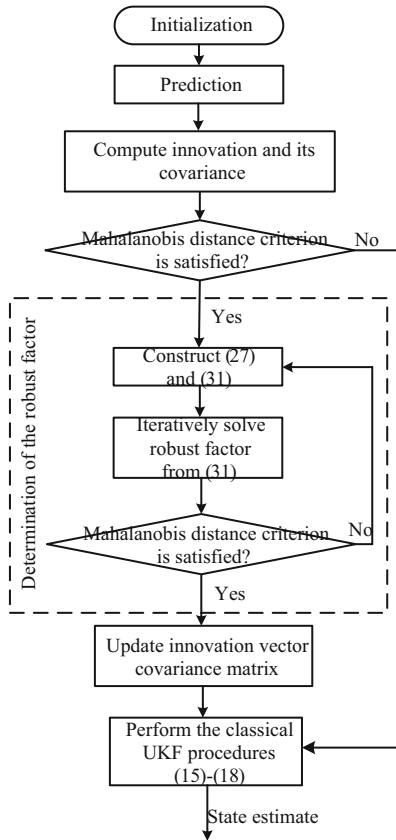 Initialization
Prediction
Compute innovation and its
covariance
Mahalanobis distance criterion
is satisfied?
No
Yes
Determination of the robust factor
Construct (27)
and (31)
Iteratively solve
robust factor
from (31)
Mahalanobis distance criterion
is satisfied?
No
Yes
Update innovation vector
covariance matrix
Perform the classical
UKF procedures
(15)-(18)
State estimate